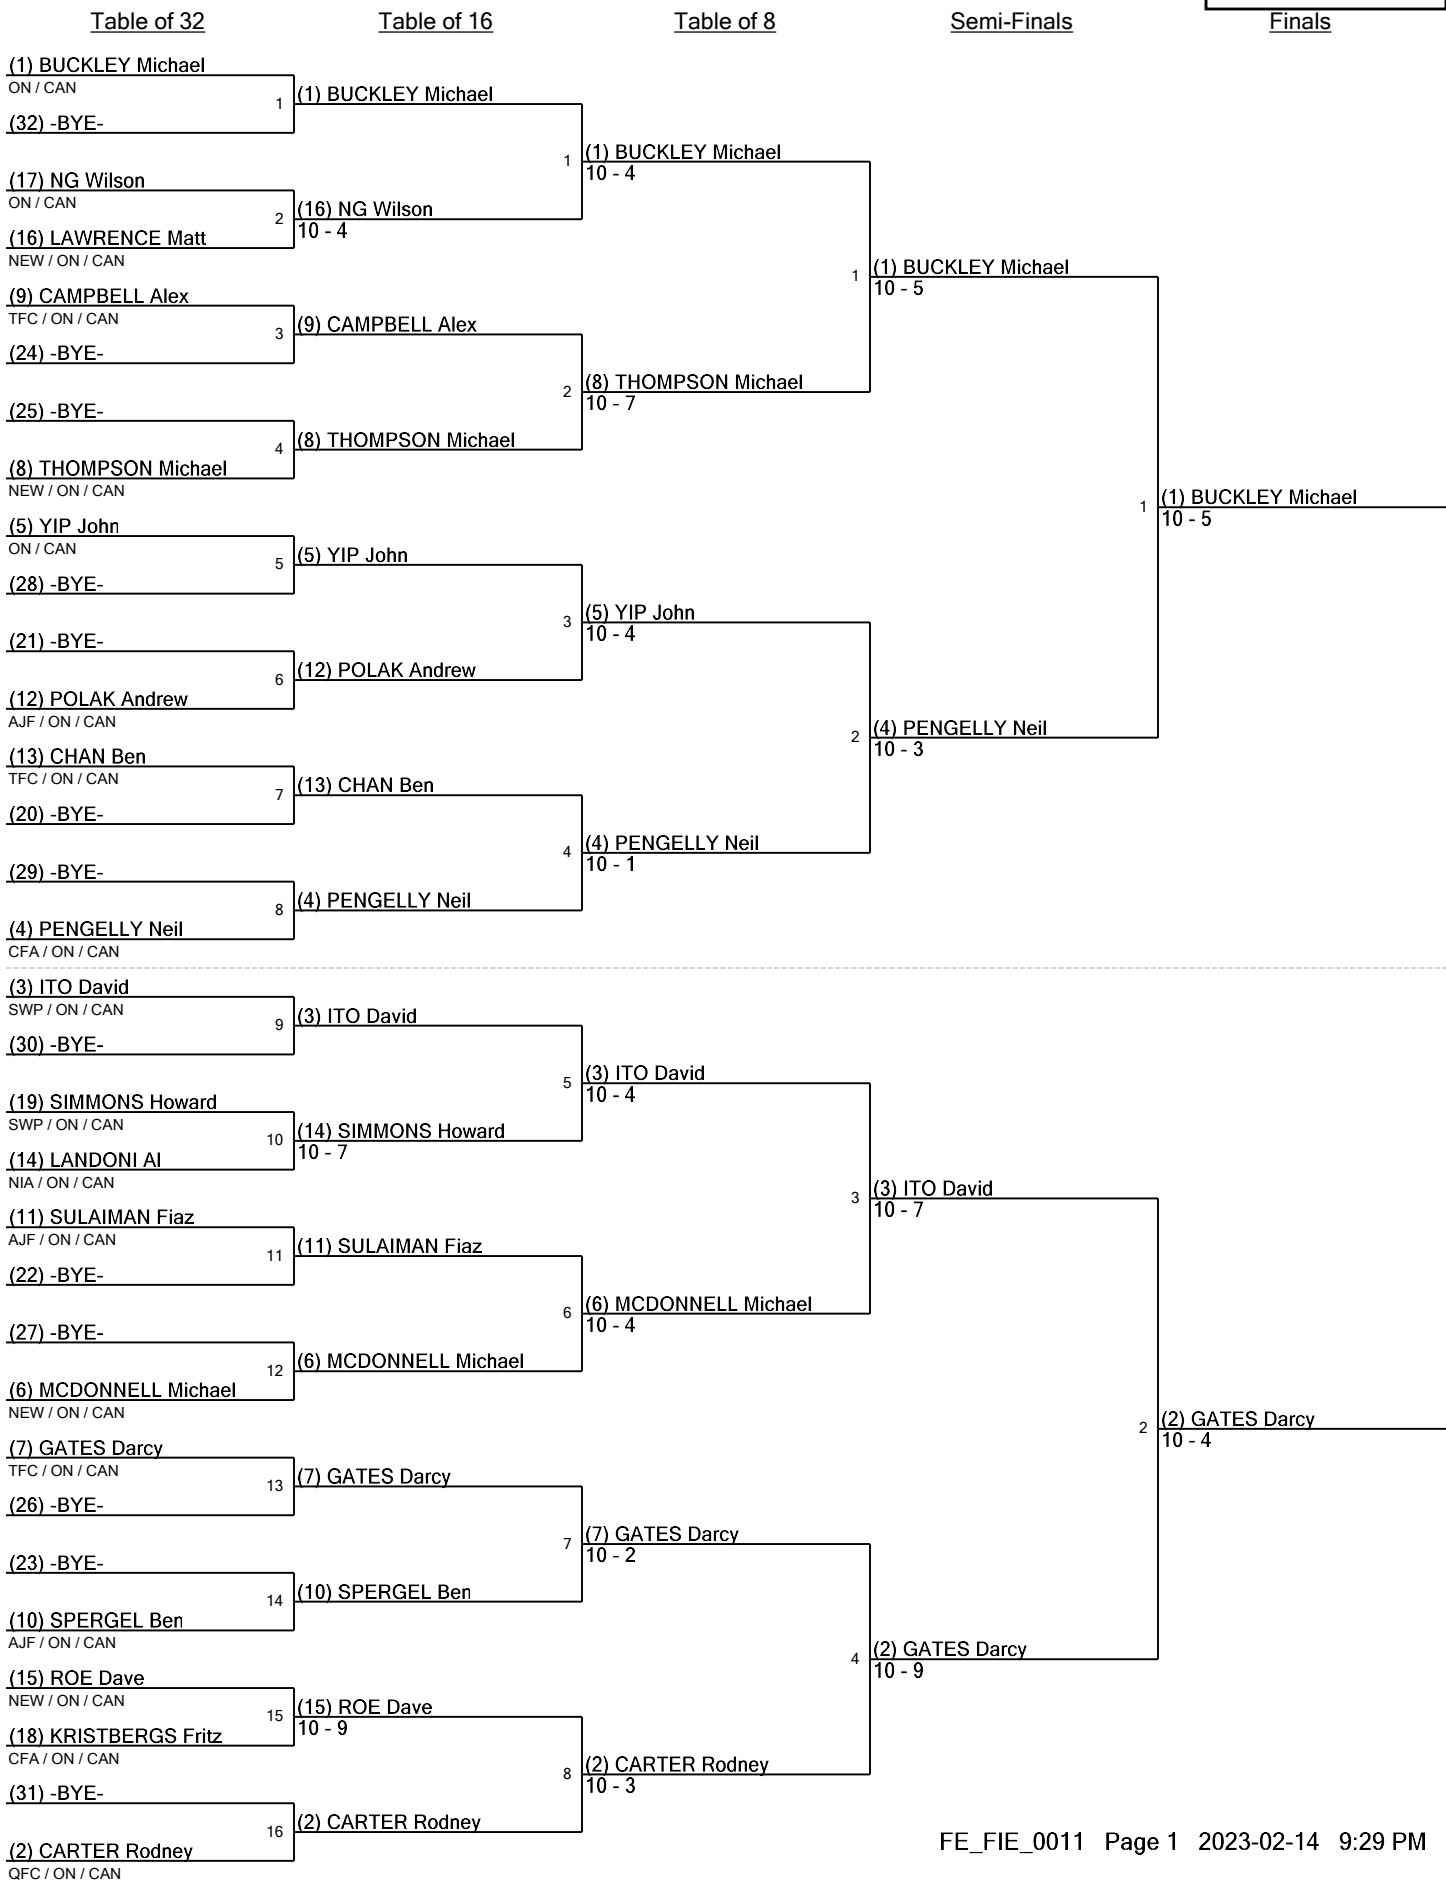 Table of 32 Table of 16 Table of 8 Semi-Finals Finals
(1) BUCKLEY Michael
ON / CAN
1 (1) BUCKLEY Michael
(32) -BYE-
1 (1) BUCKLEY Michael
10 - 4
(17) NG Wilson
ON / CAN
2 (16) NG Wilson
10 - 4
(16) LAWRENCE Matt
NEW / ON / CAN
1 (1) BUCKLEY Michael
10 - 5
(9) CAMPBELL Alex
TFC / ON / CAN
3 (9) CAMPBELL Alex
(24) -BYE-
2 (8) THOMPSON Michael
10 - 7
(25) -BYE-
4 (8) THOMPSON Michael
(8) THOMPSON Michael
NEW / ON / CAN
1 (1) BUCKLEY Michael
10 - 5
(5) YIP John
ON / CAN
5 (5) YIP John
(28) -BYE-
3 (5) YIP John
10 - 4
(21) -BYE-
6 (12) POLAK Andrew
(12) POLAK Andrew
AJF / ON / CAN
2 (4) PENGELLY Neil
10 - 3
(13) CHAN Ben
TFC / ON / CAN
7 (13) CHAN Ben
(20) -BYE-
4 (4) PENGELLY Neil
10 - 1
(29) -BYE-
8 (4) PENGELLY Neil
(4) PENGELLY Neil
CFA / ON / CAN
(3) ITO David
SWP / ON / CAN
9 (3) ITO David
(30) -BYE-
5 (3) ITO David
10 - 4
(19) SIMMONS Howard
SWP / ON / CAN
10 (14) SIMMONS Howard
10 - 7
(14) LANDONI Al
NIA / ON / CAN
3 (3) ITO David
10 - 7
(11) SULAIMAN Fiaz
AJF / ON / CAN
11 (11) SULAIMAN Fiaz
(22) -BYE-
6 (6) MCDONNELL Michael
10 - 4
(27) -BYE-
12 (6) MCDONNELL Michael
(6) MCDONNELL Michael
NEW / ON / CAN
2 (2) GATES Darcy
10 - 4
(7) GATES Darcy
TFC / ON / CAN
13 (7) GATES Darcy
(26) -BYE-
7 (7) GATES Darcy
10 - 2
(23) -BYE-
14 (10) SPERGEL Ben
(10) SPERGEL Ben
AJF / ON / CAN
4 (2) GATES Darcy
10 - 9
(15) ROE Dave
NEW / ON / CAN
15 (15) ROE Dave
10 - 9
(18) KRISTBERGS Fritz
CFA / ON / CAN
8 (2) CARTER Rodney
10 - 3
(31) -BYE-
16 (2) CARTER Rodney
(2) CARTER Rodney
QFC / ON / CAN
FE_FIE_0011 Page 1 2023-02-14 9:29 PM